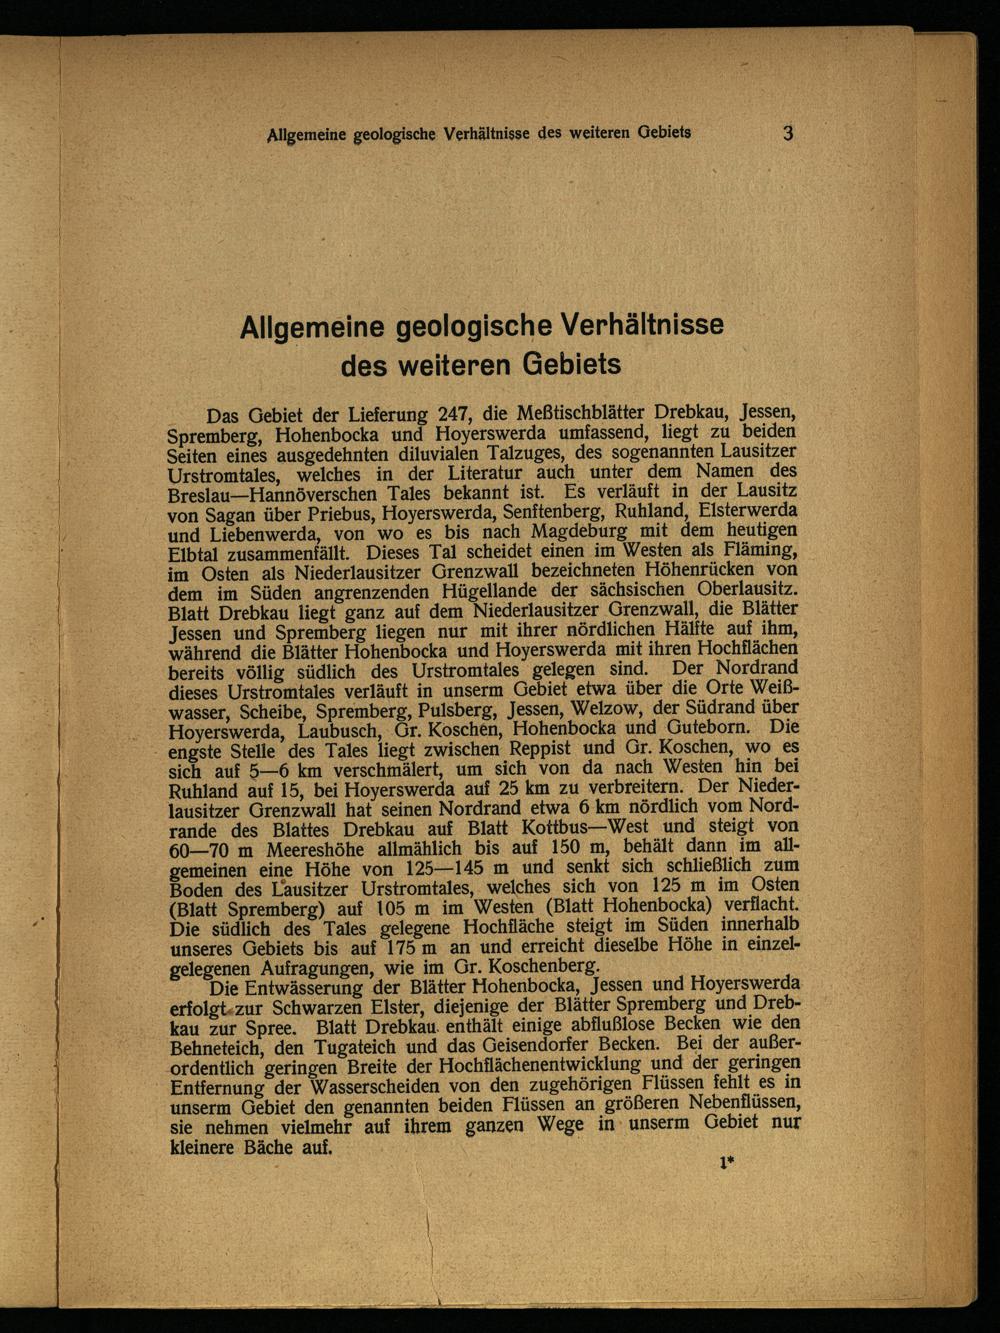 Allgemeine geologische Verhältnisse des weiteren Gebiets 3
Allgemeine geologische Verhältnisse
des weiteren Gebiets
Das Gebiet der Lieferung 247, die Meßtischblätter Drebkau, Jessen,
Spremberg, Hohenbocka und Hoyerswerda umfassend, liegt zu beiden
Seiten eines ausgedehnten diluvialen Talzuges, des sogenannten Lausitzer
Urstromtales, welches in der Literatur auch unter dem Namen des
Breslau—Hannöverschen Tales bekannt ist. Es verläuft in der Lausitz
von Sagan über Priebus, Hoyerswerda, Senftenberg, Ruhland, Elsterwerda
und Liebenwerda, von wo es bis nach Magdeburg mit dem heutigen
Elbtal zusammenfällt. Dieses Tal scheidet einen im Westen als Fläming,
im Osten als Niederlausitzer Grenzwall bezeichneten Höhenrücken von
dem im Süden angrenzenden Hügellande der sächsischen Oberlausitz.
Blatt Drebkau liegt ganz auf dem Niederlausitzer Grenzwall, die Blätter
Jessen und Spremberg liegen nur mit ihrer nördlichen Hälfte auf ihm,
während die Blätter Hohenbocka und Hoyerswerda mit ihren Hochflächen
bereits völlig südlich des Urstromtales gelegen sind. Der Nordrand
dieses Urstromtales verläuft in unserm Gebiet etwa über die Orte Weiß-
wasser, Scheibe, Spremberg, Pulsberg, Jessen, Welzow, der Südrand über
Hoyerswerda, Laubusch, Gr. Koschen, Hohenbocka und Guteborn. Die
engste Stelle des Tales liegt zwischen Reppist und Gr. Koschen, wo es
sich auf 5—6 km verschmälert, um sich von da nach Westen hin bei
Ruhland auf 15, bei Hoyerswerda auf 25 km zu verbreitern. Der Nieder-
lausitzer Grenzwall hat seinen Nordrand etwa 6 km nördlich vom Nord-
rande des Blattes Drebkau auf Blatt Kottbus—West und steigt von
60—70 m Meereshöhe allmählich bis auf 150 m, behält dann im all-
gemeinen eine Höhe von 125—145 m und senkt sich schließlich zum
Boden des Lausitzer Urstromtales, welches sich von 125 m im Osten
(Blatt Spremberg) auf 105 m im Westen (Blatt Hohenbocka) verflacht.
Die südlich des Tales gelegene Hochfläche steigt im Süden innerhalb
unseres Gebiets bis auf 175 m an und erreicht dieselbe Höhe in einzel-
gelegenen Aufragungen, wie im Gr. Koschenberg.
Die Entwässerung der Blätter Hohenbocka, Jessen und Hoyerswerda
erfolgt zur Schwarzen Elster, diejenige der Blätter Spremberg und Dreb-
kau zur Spree. Blatt Drebkau enthält einige abflußlose Becken wie den
Behneteich, den Tugateich und das Geisendorfer Becken. Bei der außer-
ordentlich geringen Breite der Hochflächenentwicklung und der geringen
Entfernung der Wasserscheiden von den zugehörigen Flüssen fehlt es in
unserm Gebiet den genannten beiden Flüssen an größeren Nebenflüssen,
sie nehmen vielmehr auf ihrem ganzen Wege in unserm Gebiet nur
kleinere Bäche auf.
1*